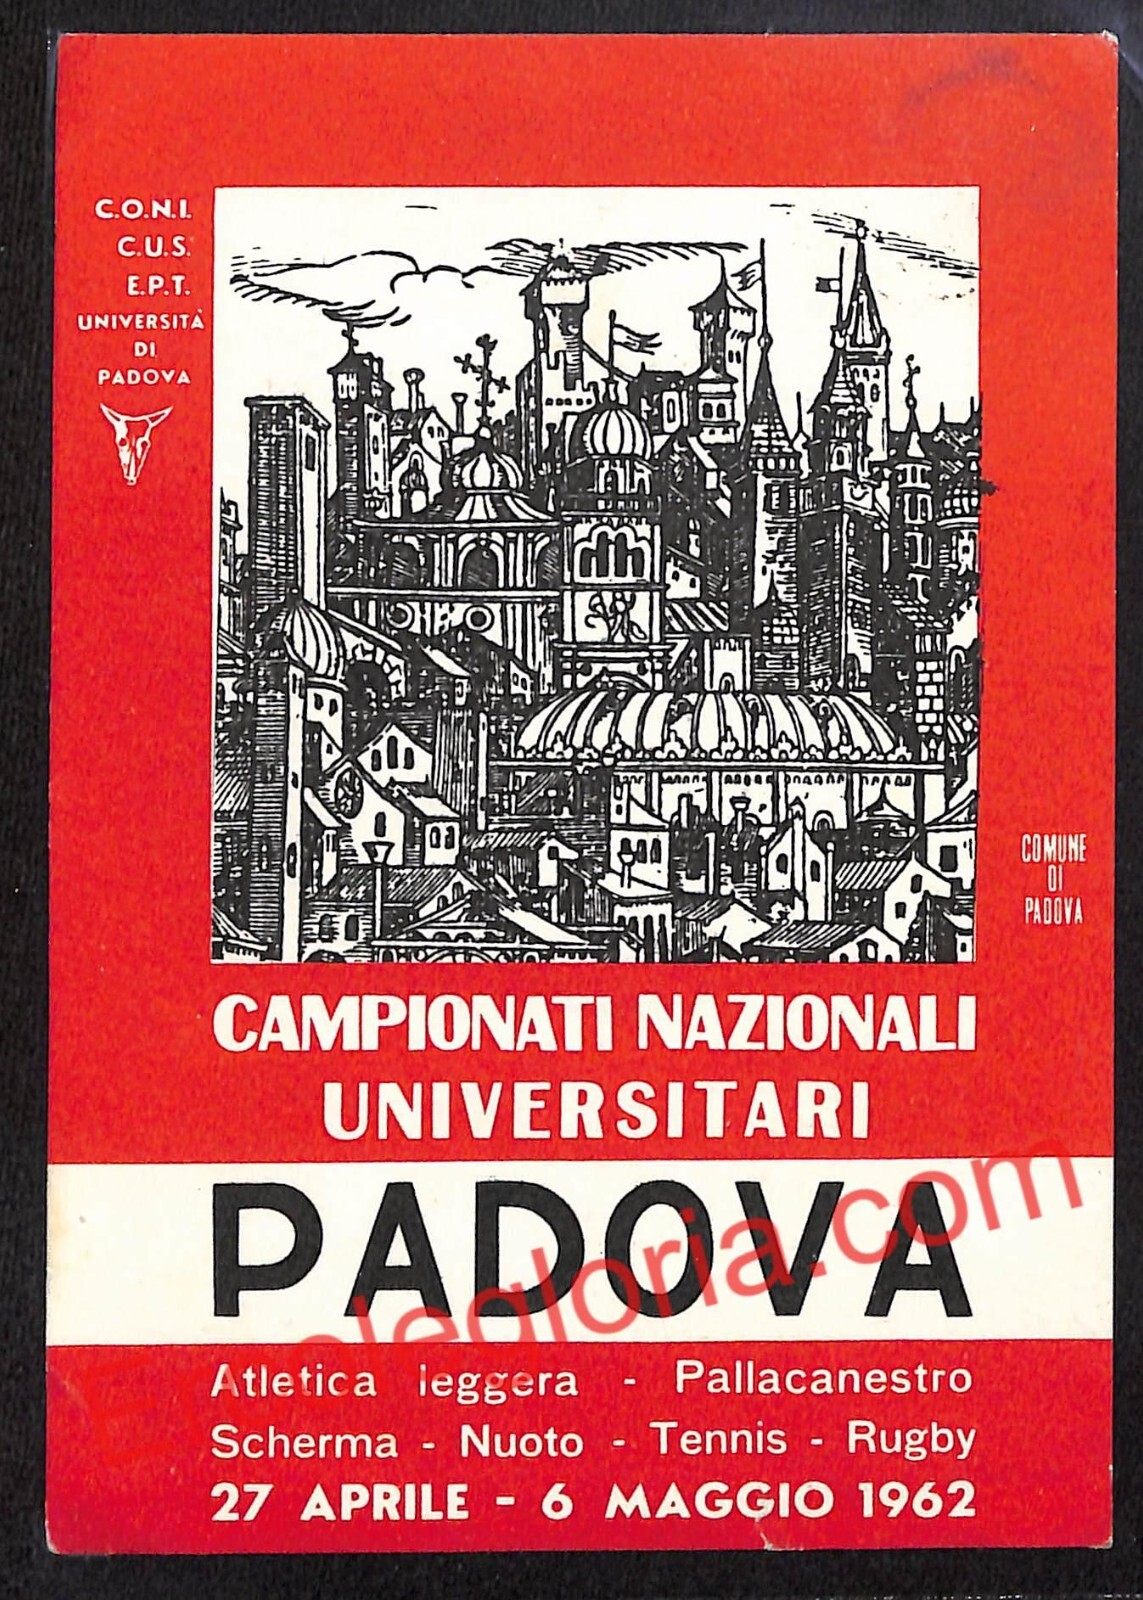 C.O.N.I.
C.U.S.
E.P.T.
UNIVERSITÀ
DI
PADOVA
COMUNE
DI
PADOVA
CAMPIONATI NAZIONALI
UNIVERSITARI
PADOVA
Atletica leggera - Pallacanestro
Scherma - Nuoto - Tennis - Rugby
27 APRILE - 6 MAGGIO 1962